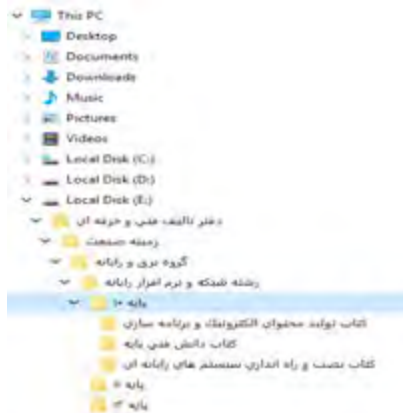 This PC
Desktop
Documents
Downloads
Music
Pictures
Videos
Local Disk (C:)
Local Disk (D:)
Local Disk (E:)
دفتر تالیف فنی و حرفه ای
زمینه صنعت
گروه برق و رایانه
رشته شبکه و نرم افزار رایانه
پایه ۱۰
کتاب تولید محتوای الکترونیک و برنامه سازی
کتاب دانش فنی پایه
کتاب نصب و راه اندازی سیستم های رایانه ای
پایه ۱۱
پایه ۱۲